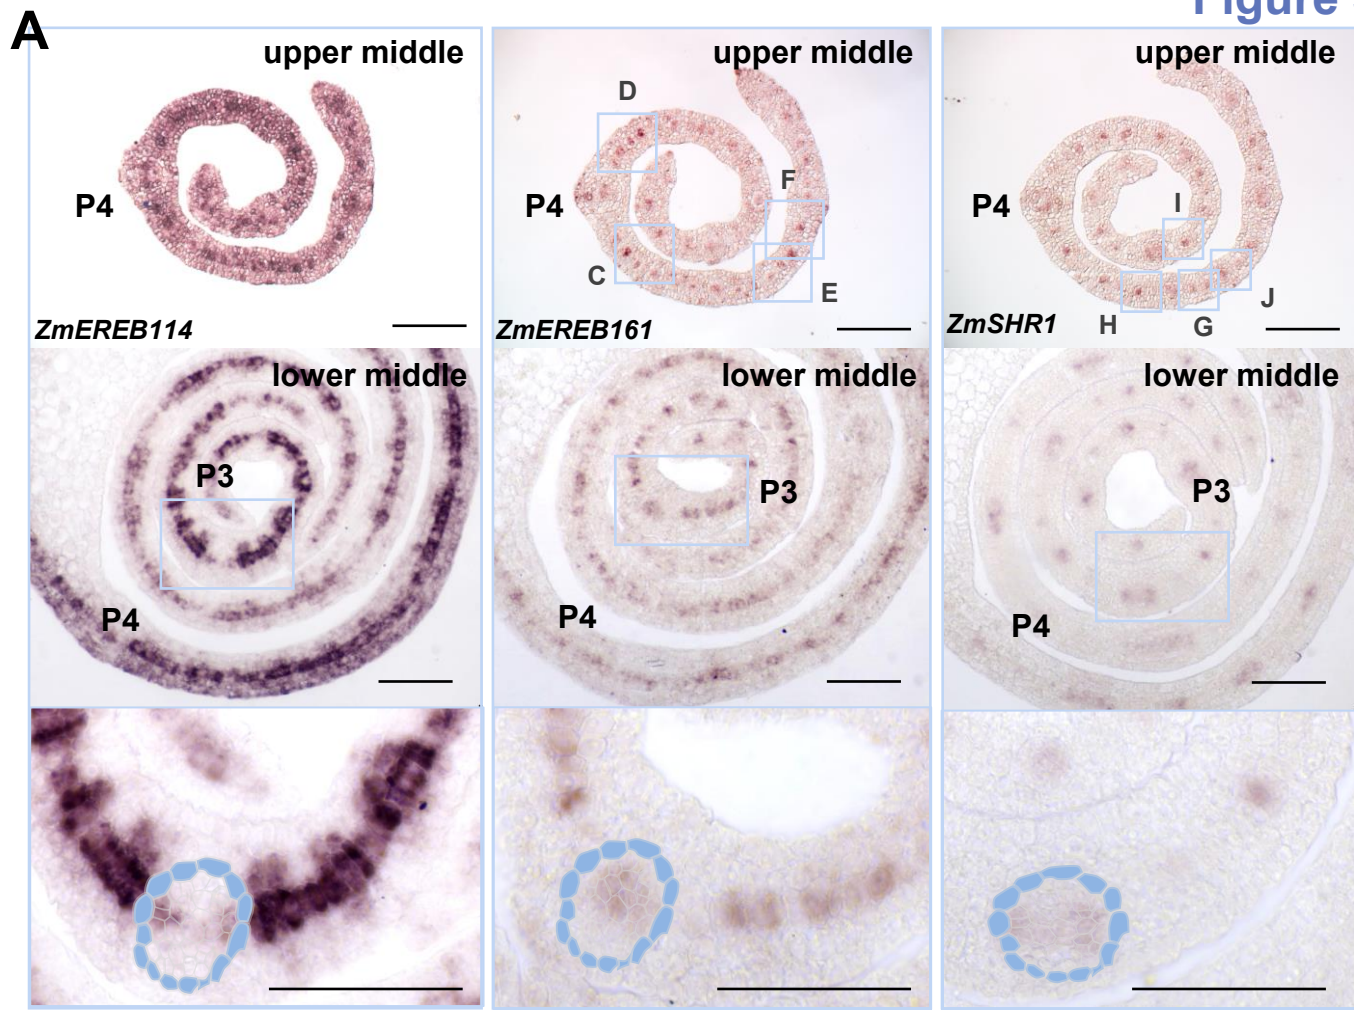 Figure
A
upper middle
P4
ZmEREB114
upper middle
D
F
P4
C
E
ZmEREB161
upper middle
I
P4
J
H
G
ZmSHR1
lower middle
P3
P4
lower middle
P3
P4
lower middle
P3
P4